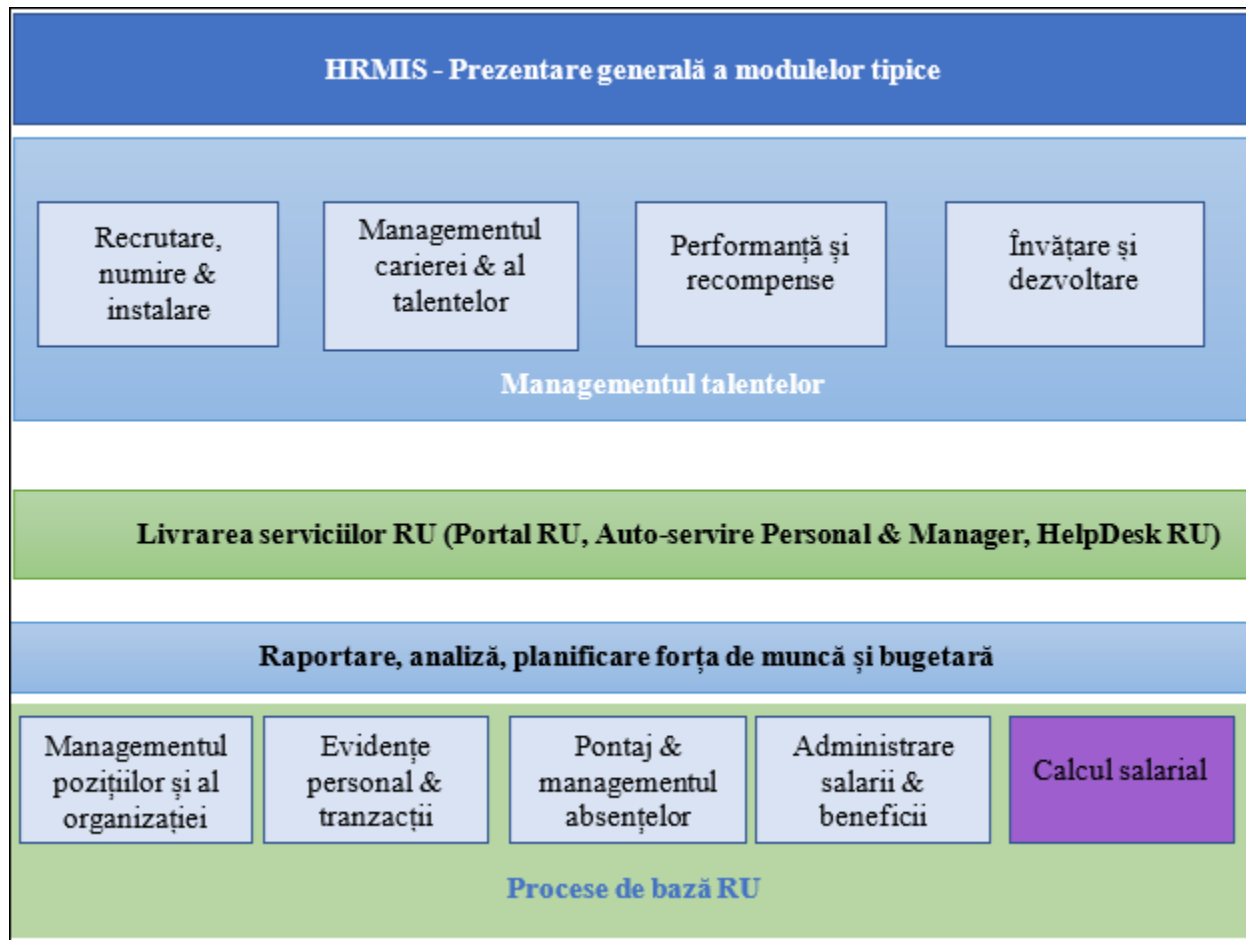 HRMIS - Prezentare generală a modulelor tipice
Recrutare,
numire &
instalare
Managementul
carierei & al
talentelor
Performanță și
recompense
Învățare și
dezvoltare
Managementul talentelor
Livrarea serviciilor RU (Portal RU, Auto-servire Personal & Manager, HelpDesk RU)
Raportare, analiză, planificare forța de muncă și bugetară
Managementul
pozițiilor și al
organizației
Evidențe
personal &
tranzacții
Pontaj &
managementul
absențelor
Administrare
salarii &
beneficii
Calcul salarial
Procese de bază RU